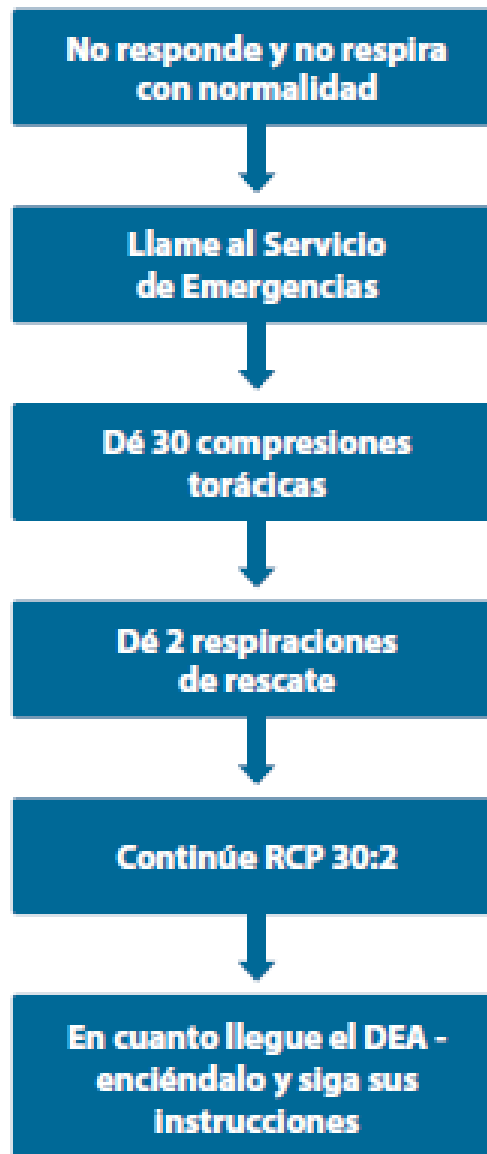 No responde y no respira
con normalidad
Llame al Servicio
de Emergencias
Dé 30 compresiones
torácicas
Dé 2 respiraciones
de rescate
Continúe RCP 30:2
En cuanto llegue el DEA -
enciéndalo y siga sus
instrucciones